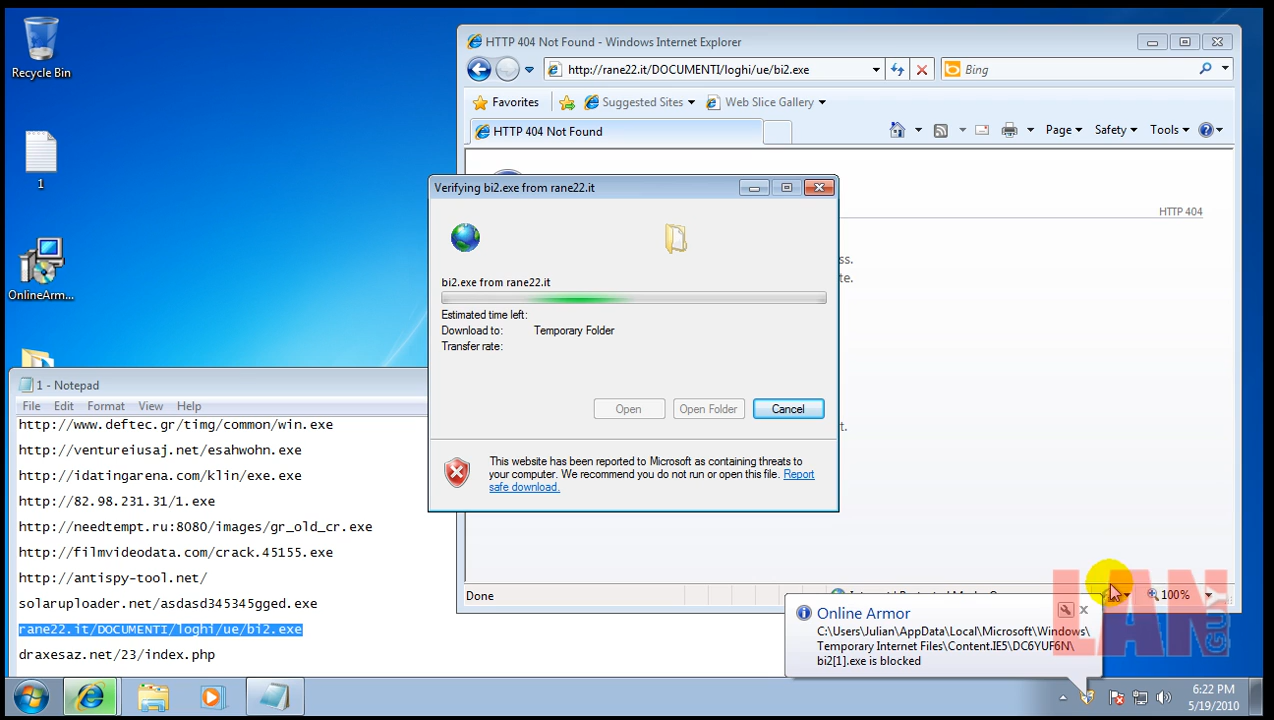 Recycle Bin
1
OnlineArm...
HTTP 404 Not Found - Windows Internet Explorer
http://rane22.it/DOCUMENTI/loghi/ue/bi2.exe
Bing
Favorites
Suggested Sites
Web Slice Gallery
HTTP 404 Not Found
Page
Safety
Tools
HTTP 404
ss.
te.
t.
Done
100%
Verifying bi2.exe from rane22.it
bi2.exe from rane22.it
Estimated time left:
Download to: Temporary Folder
Transfer rate:
Open
Open Folder
Cancel
This website has been reported to Microsoft as containing threats to
your computer. We recommend you do not run or open this file. Report
safe download.
1 - Notepad
File Edit Format View Help
http://www.deftec.gr/timg/common/win.exe
http://ventureiusaj.net/esahwohn.exe
http://idatingarena.com/klin/exe.exe
http://82.98.231.31/1.exe
http://needtempt.ru:8080/images/gr_old_cr.exe
http://filmvideodata.com/crack.45155.exe
http://antispy-tool.net/
solaruploader.net/asdasd345345gged.exe
rane22.it/DOCUMENTI/loghi/ue/bi2.exe
draxesaz.net/23/index.php
Online Armor
C:\Users\Julian\AppData\Local\Microsoft\Windows\
Temporary Internet Files\Content.IE5\DC6YUF6N\
bi2[1].exe is blocked
LAN
GUY
6:22 PM
5/19/2010